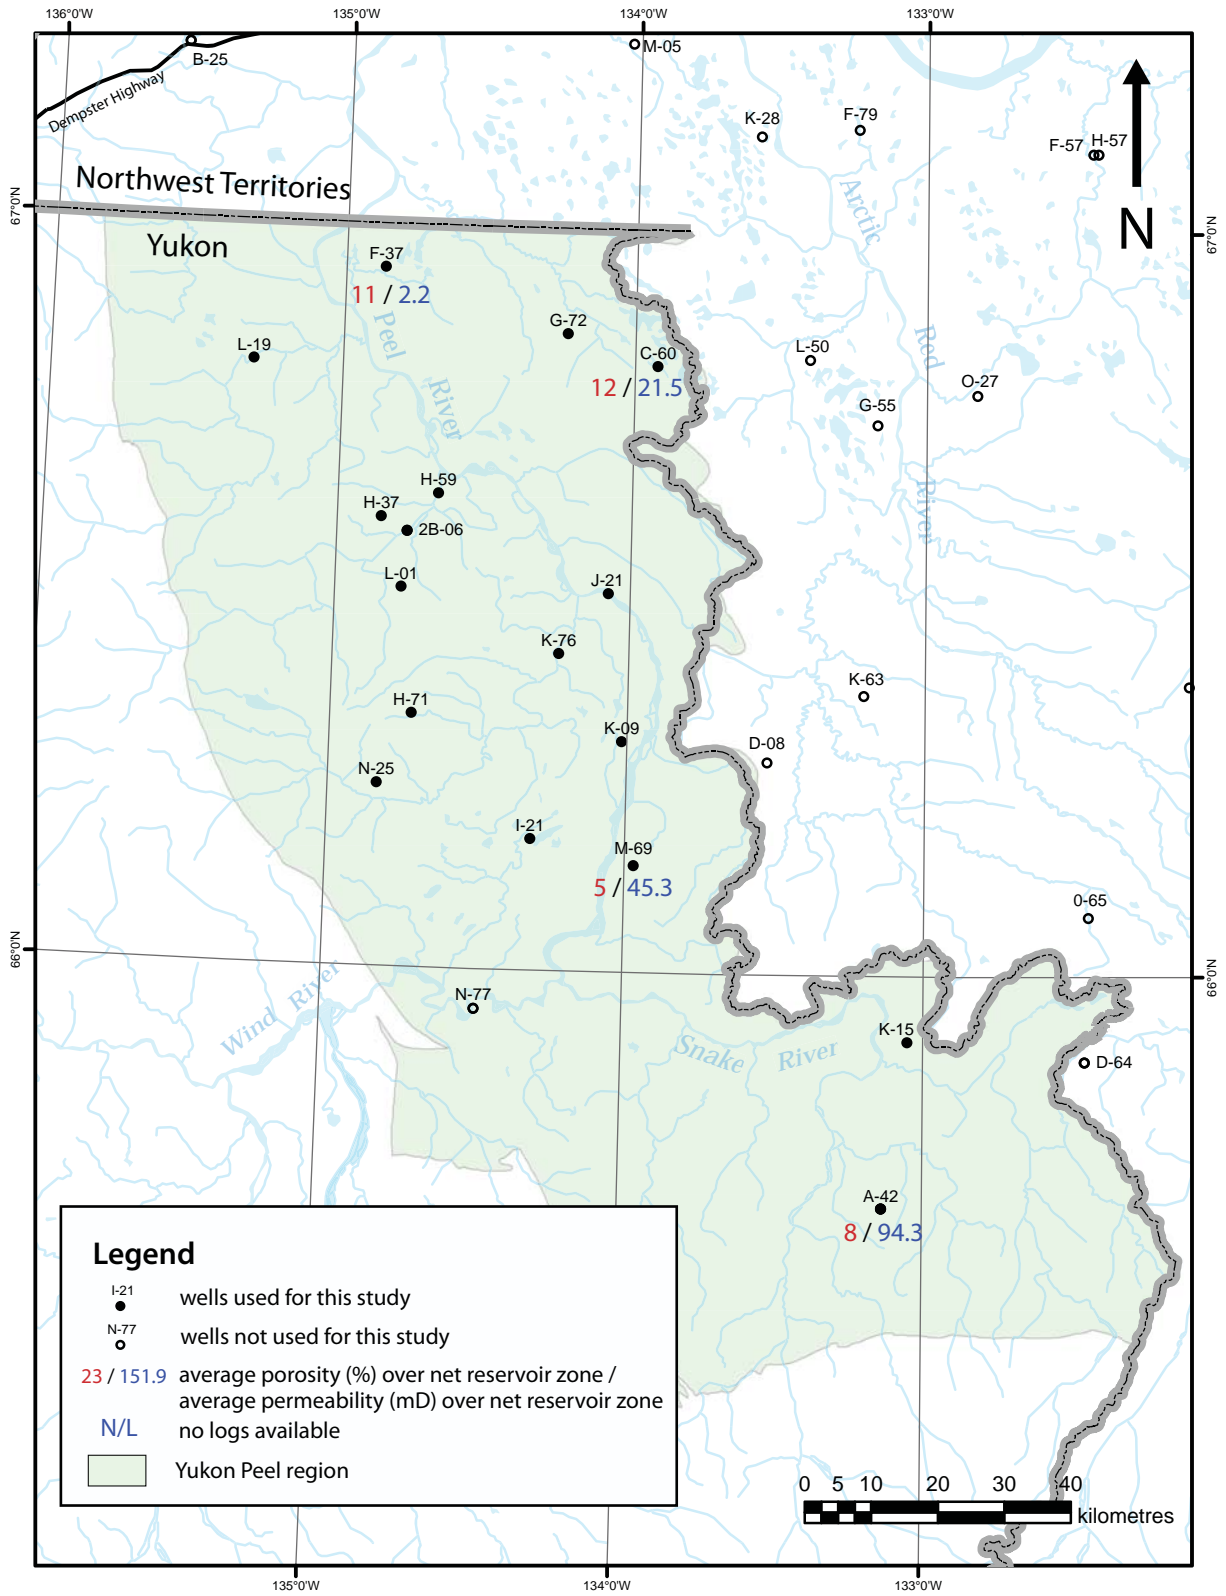 136°0'W 135°0'W 134°0'W 133°0'W
B-25
M-05
Dempster Highway
K-28
F-79
F-57 H-57
N
Northwest Territories
67°0'N
67°0'N
Yukon
Arctic
Red
River
F-37
11 / 2.2
Peel
River
G-72
L-19
C-60
12 / 21.5
L-50
O-27
G-55
H-59
H-37
2B-06
L-01
J-21
K-76
K-63
H-71
K-09
D-08
N-25
I-21
M-69
5 / 45.3
0-65
66°0'N
66°0'N
Wind River
N-77
Snake River
K-15
D-64
A-42
8 / 94.3
Legend
I-21
wells used for this study
N-77
wells not used for this study
23 / 151.9 average porosity (%) over net reservoir zone /
average permeability (mD) over net reservoir zone
N/L no logs available
Yukon Peel region
0 5 10 20 30 40
kilometres
135°0'W 134°0'W 133°0'W